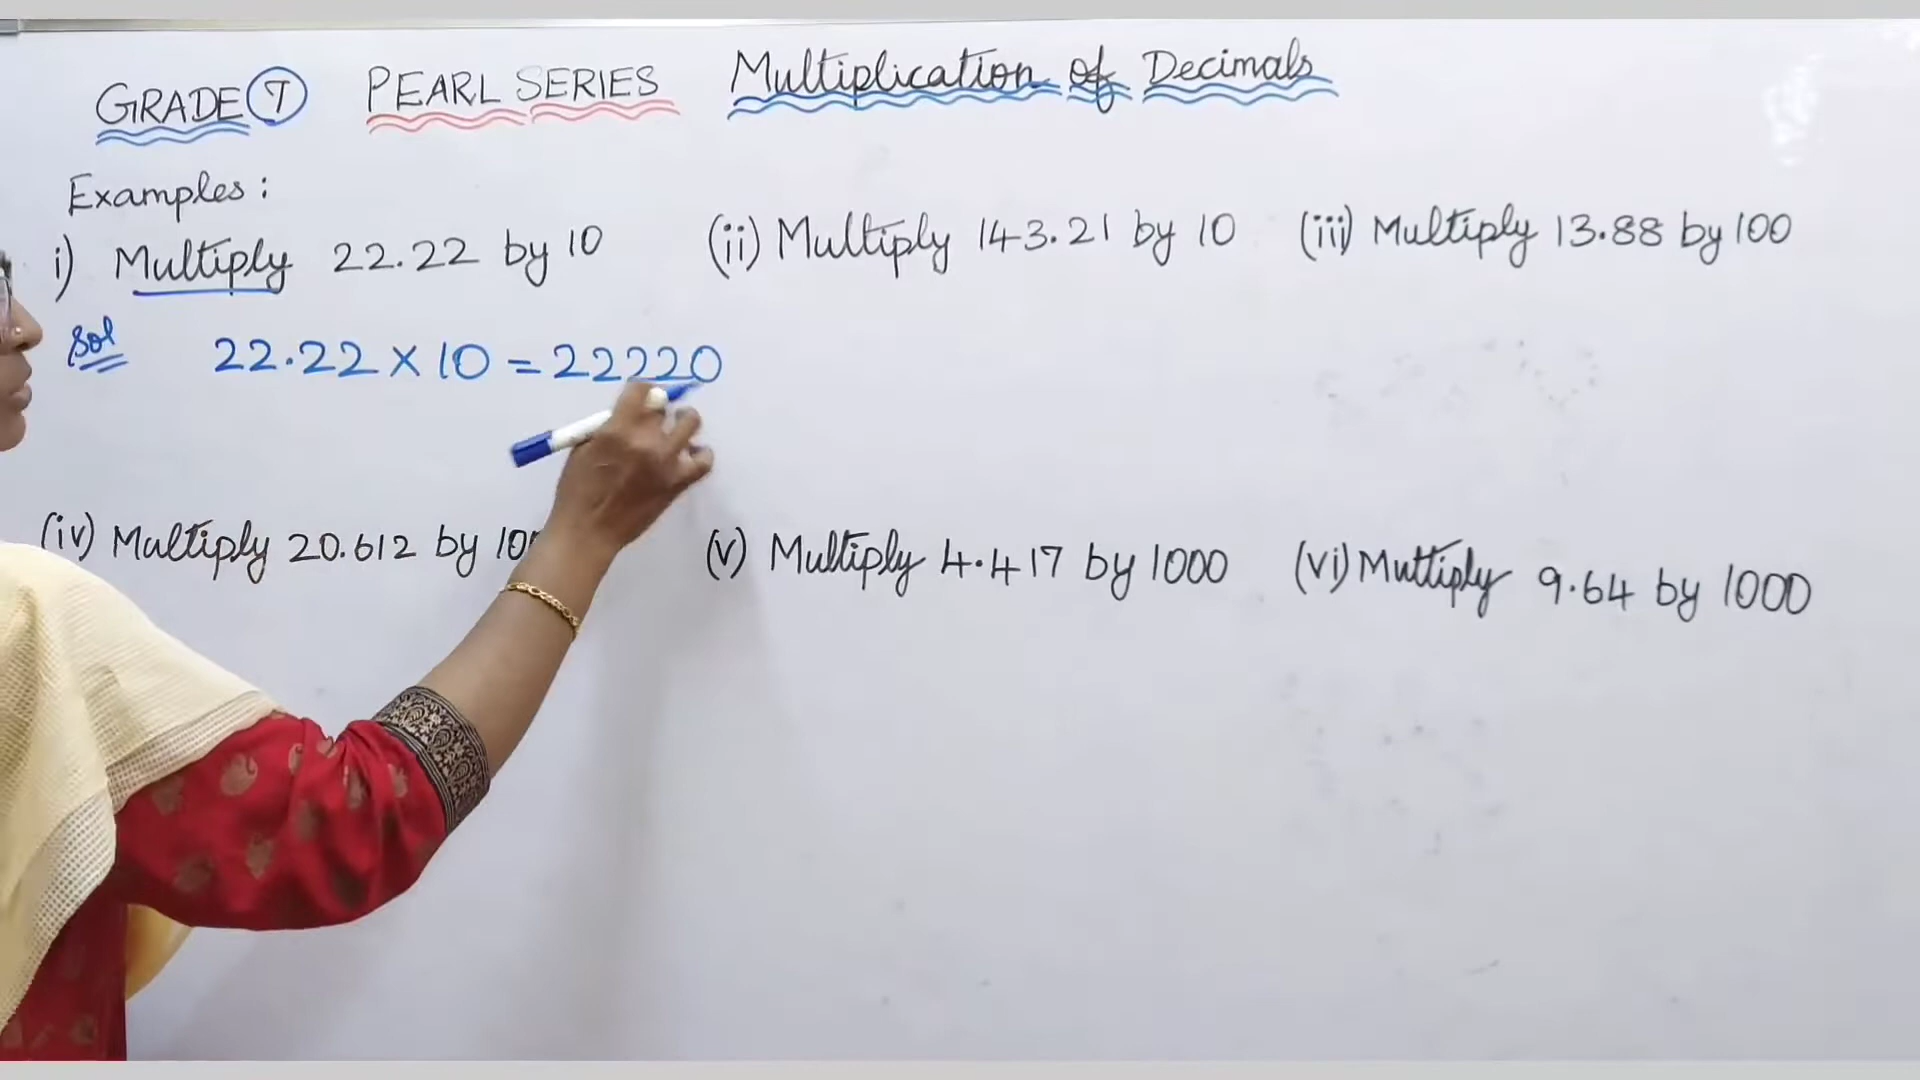 GRADE 7 PEARL SERIES Multiplication of Decimals
Examples:
i) Multiply 22.22 by 10
(ii) Multiply 143.21 by 10
(iii) Multiply 13.88 by 100
Sol 22.22 × 10 = 22220
(iv) Multiply 20.612 by
(v) Multiply 4.417 by 1000
(vi) Multiply 9.64 by 1000